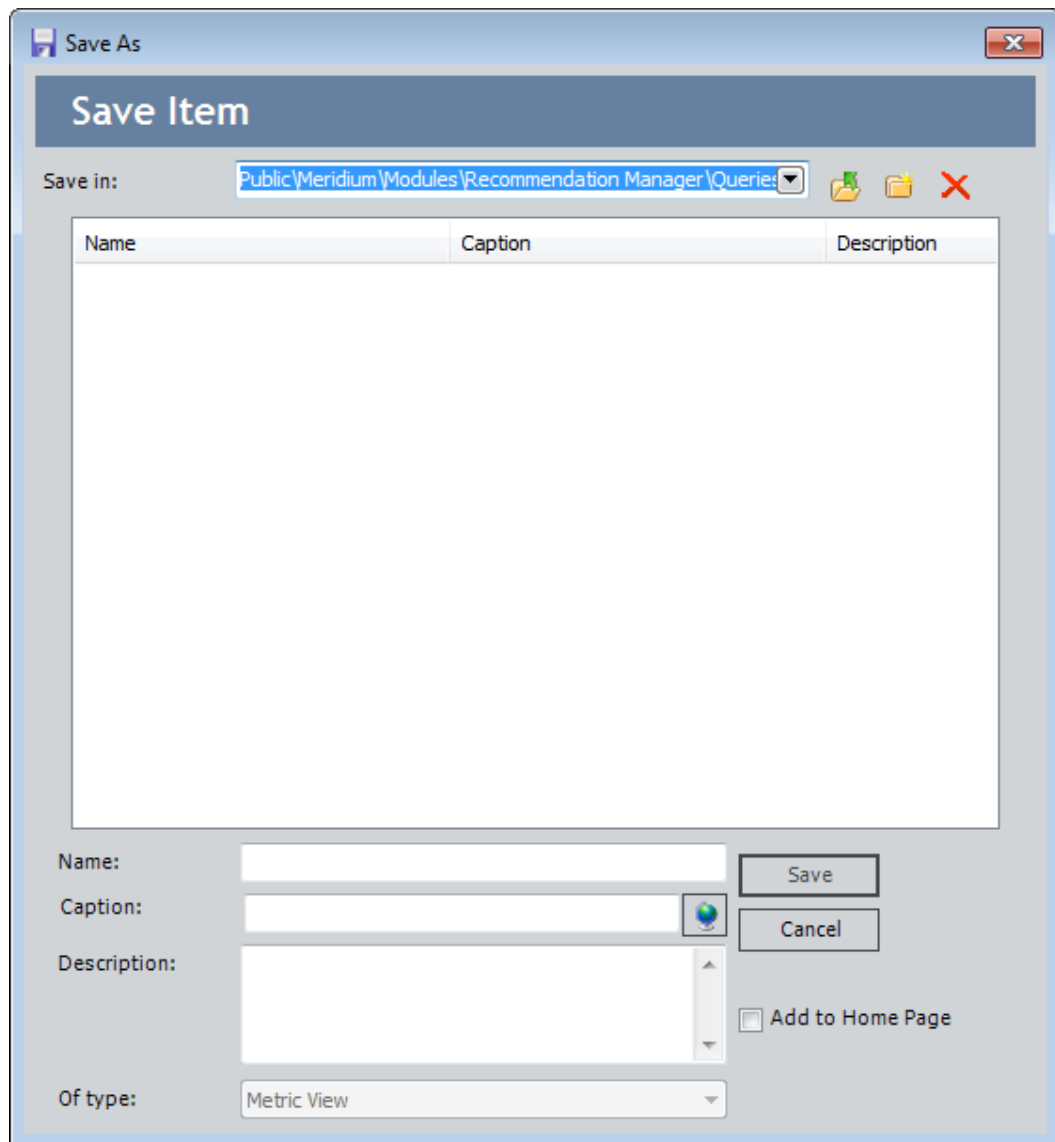 Save As
Save Item
Save in: Public\Meridium\Modules\Recommendation Manager\Queries
Name Caption Description
Name:
Save
Caption:
Cancel
Description:
Add to Home Page
Of type: Metric View